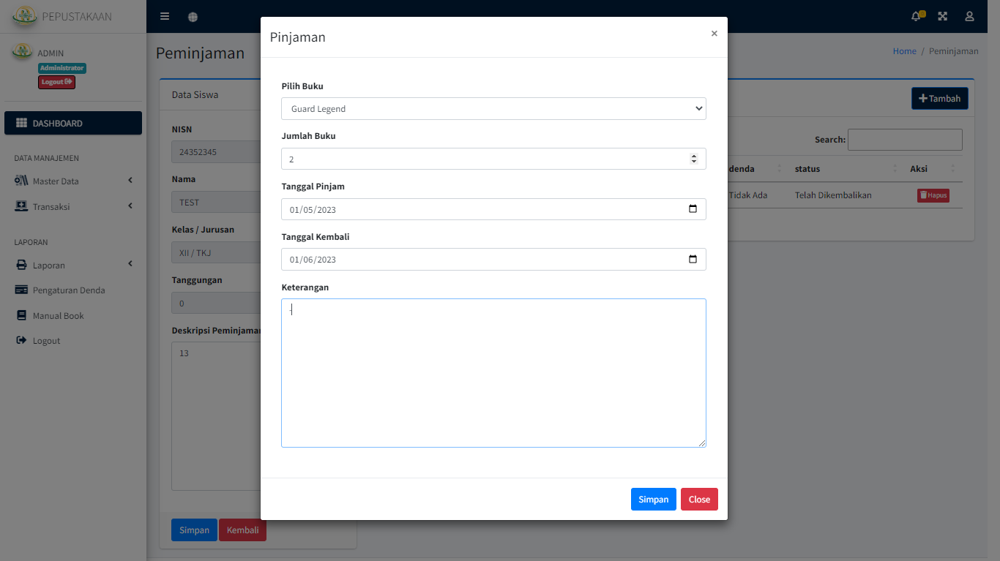 PEPUSTAKAAN
ADMIN
Administrator
Logout
DASHBOARD
DATA MANAJEMEN
Master Data
Transaksi
LAPORAN
Laporan
Pengaturan Denda
Manual Book
Logout
Peminjaman
Home / Peminjaman
Data Siswa
NISN
24352345
Nama
TEST
Kelas / Jurusan
XII / TKJ
Tanggungan
0
Deskripsi Peminjaman
13
Simpan
Kembali
Tambah
Search:
denda
status
Aksi
Tidak Ada
Telah Dikembalikan
Hapus
Pinjaman
×
Pilih Buku
Guard Legend
Jumlah Buku
2
Tanggal Pinjam
01/05/2023
Tanggal Kembali
01/06/2023
Keterangan
-
Simpan
Close